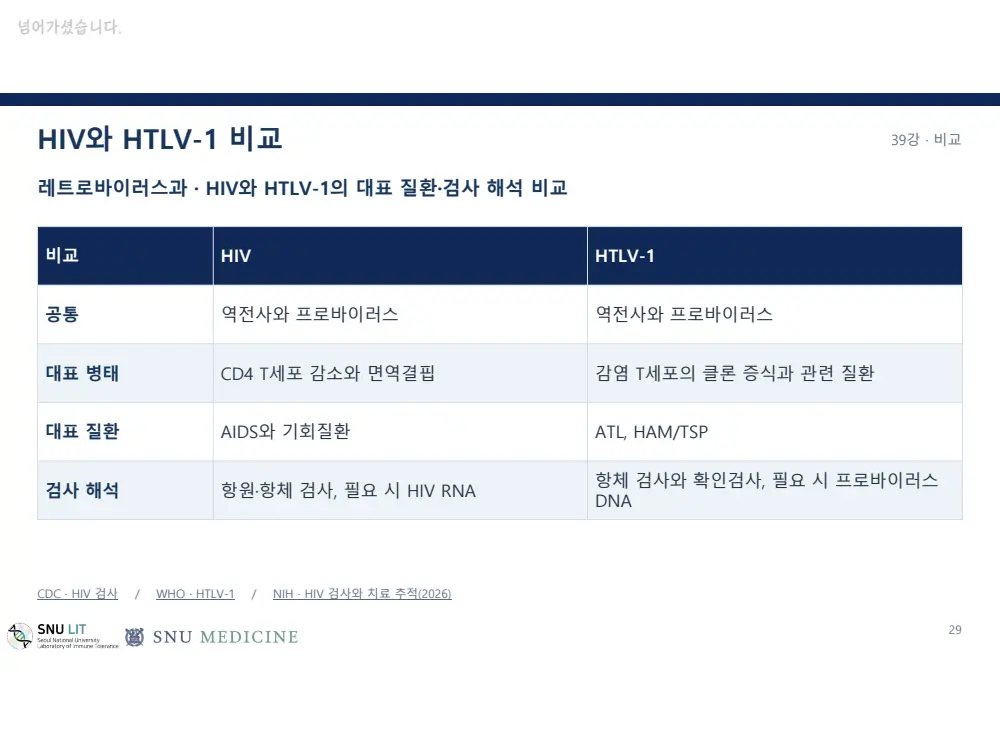 넘어가셨습니다.
HIV와 HTLV-1 비교
39강 · 비교
레트로바이러스과 · HIV와 HTLV-1의 대표 질환·검사 해석 비교
비교 HIV HTLV-1
공통 역전사와 프로바이러스 역전사와 프로바이러스
대표 병태 CD4 T세포 감소와 면역결핍 감염 T세포의 클론 증식과 관련 질환
대표 질환 AIDS와 기회질환 ATL, HAM/TSP
검사 해석 항원·항체 검사, 필요 시 HIV RNA 항체 검사와 확인검사, 필요 시 프로바이러스
DNA
CDC · HIV 검사 / WHO · HTLV-1 / NIH · HIV 검사와 치료 추적(2026)
SNU LIT
Seoul National University
Laboratory of Immune Tolerance
SNU MEDICINE
29